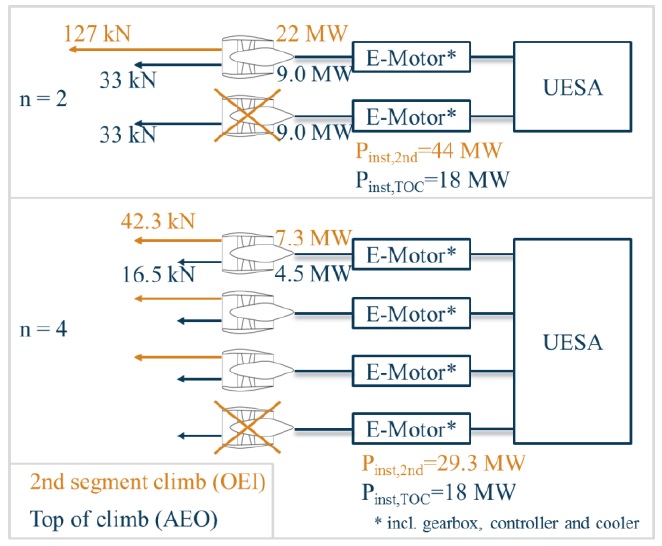 127 kN
22 MW
E-Motor*
33 kN
9.0 MW
UESA
n = 2
33 kN
9.0 MW
E-Motor*
Pinst,2nd=44 MW
Pinst,TOC=18 MW
42.3 kN
7.3 MW
E-Motor*
16.5 kN
4.5 MW
E-Motor*
n = 4
UESA
E-Motor*
E-Motor*
Pinst,2nd=29.3 MW
2nd segment climb (OEI)
Pinst,TOC=18 MW
Top of climb (AEO)
* incl. gearbox, controller and cooler